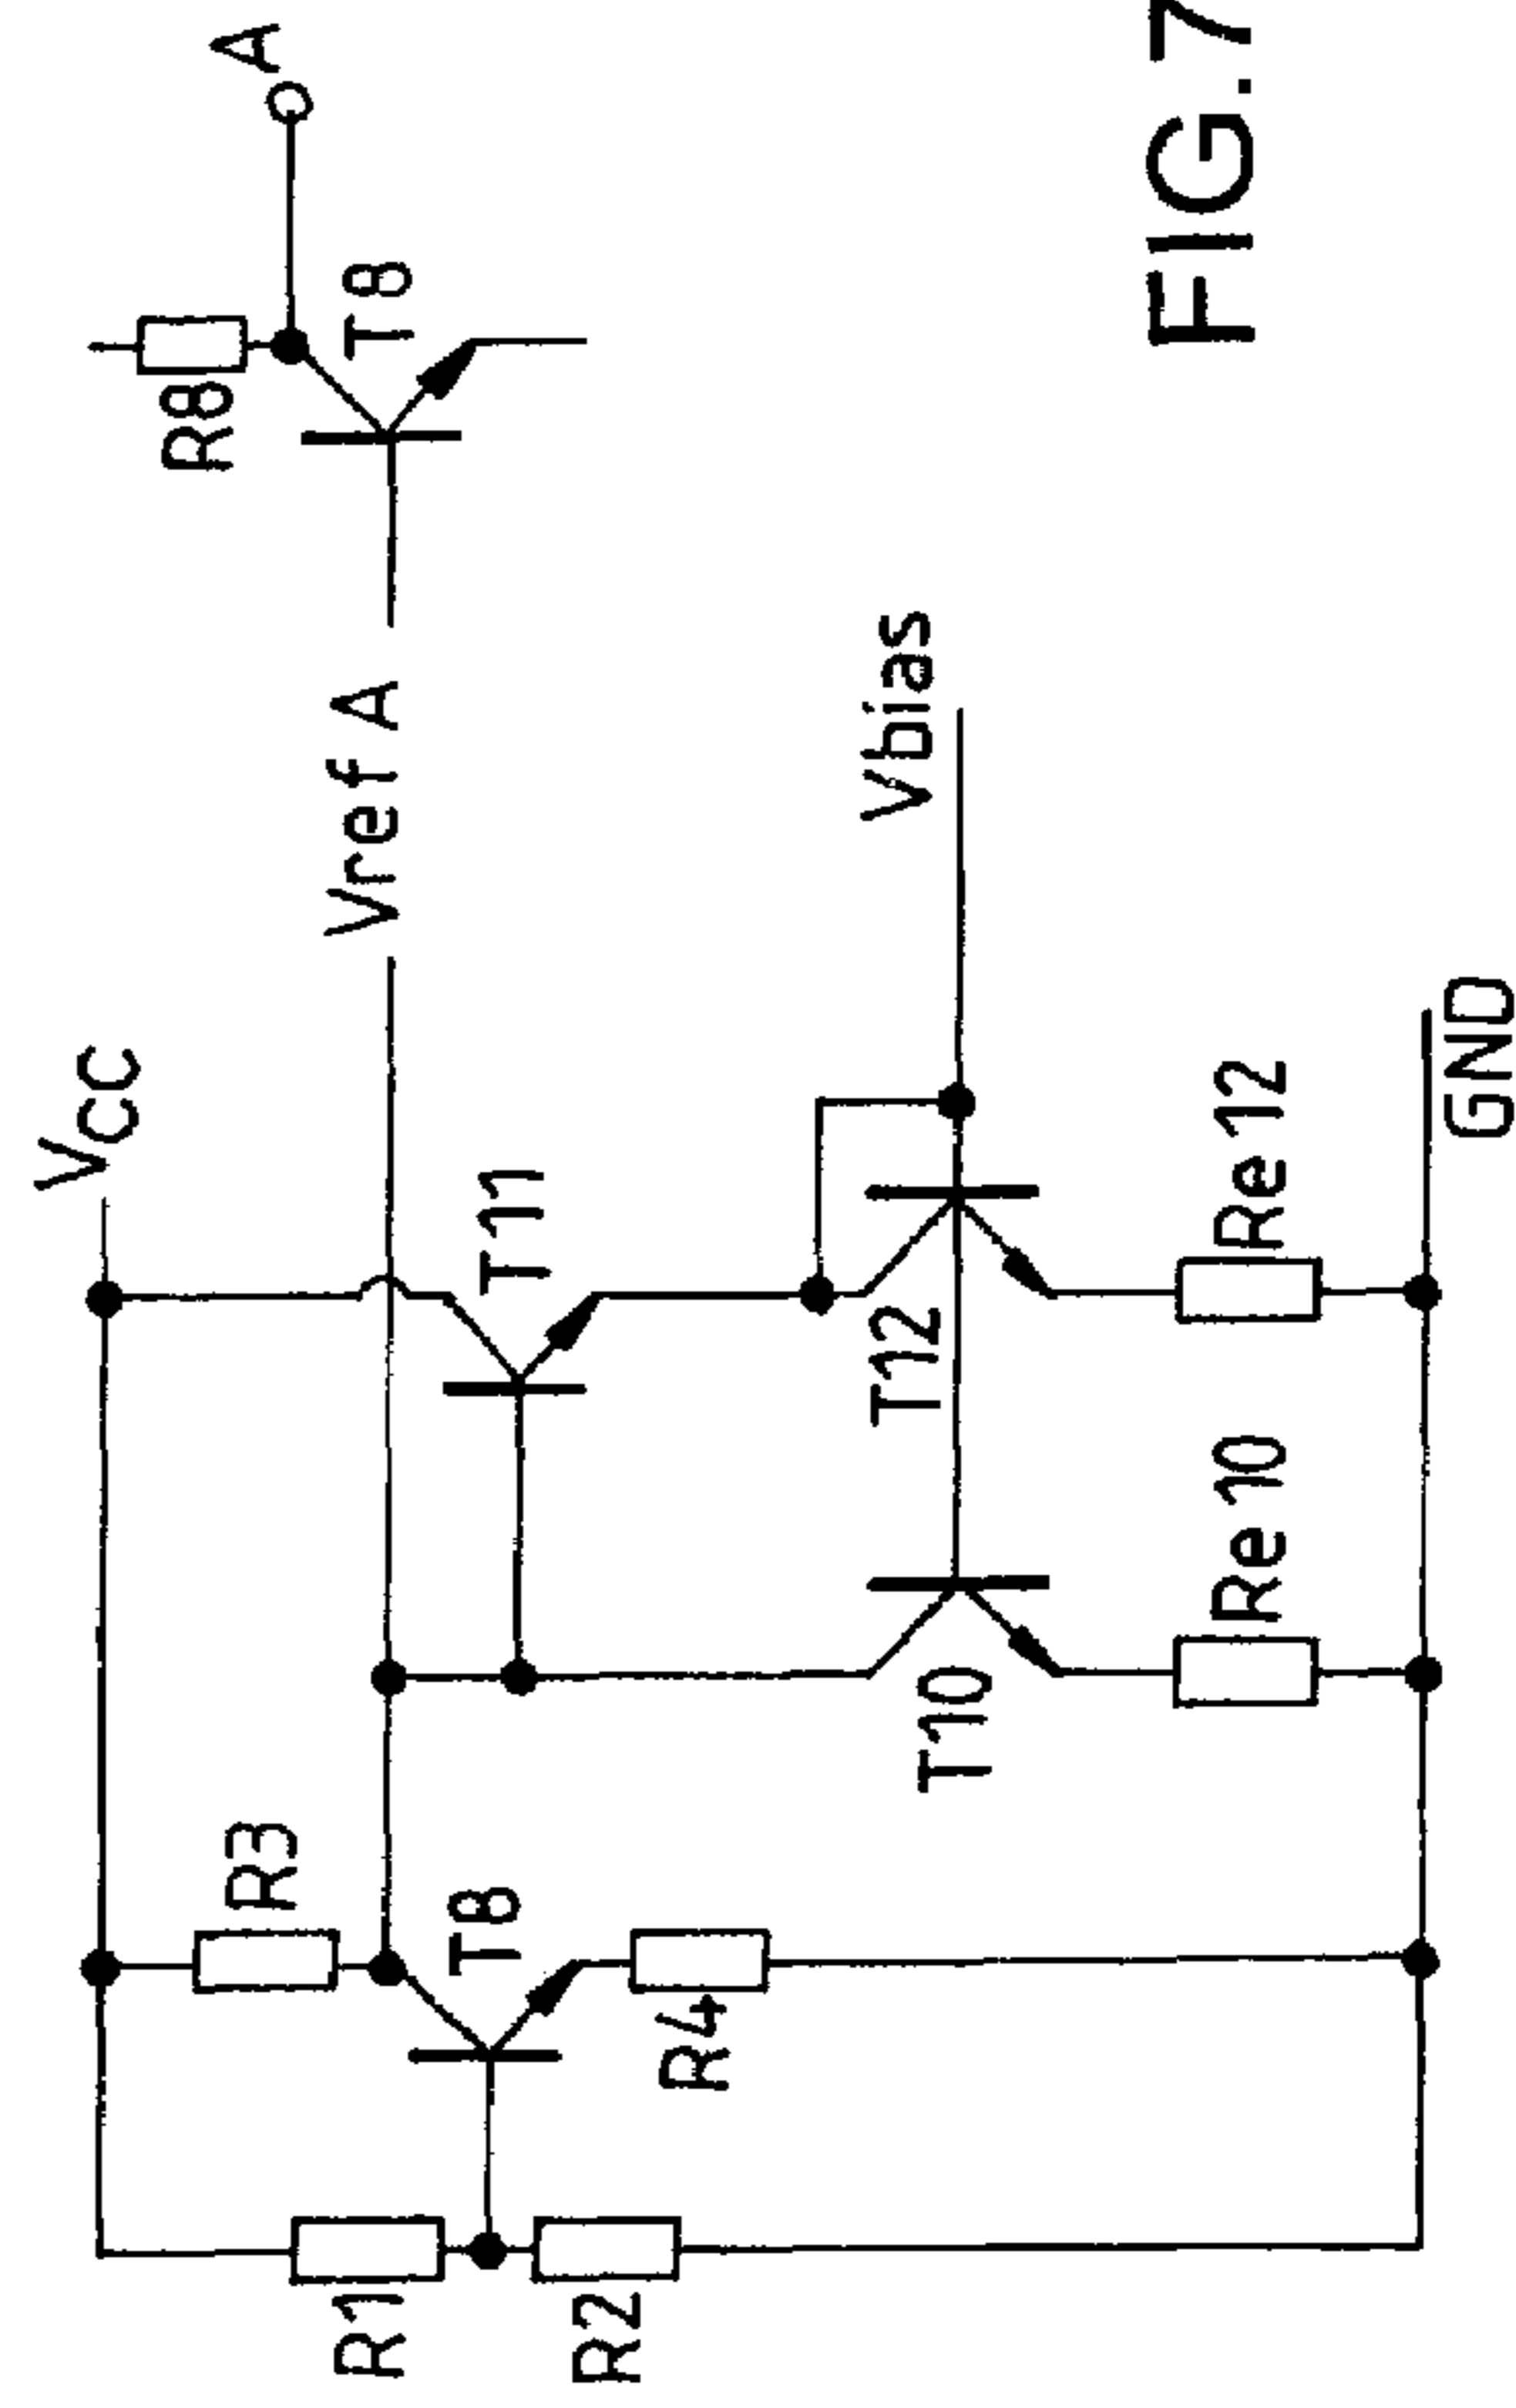 VCC
R3
R1
T8
R2
R4
T10
Re 10
T11
T12
Re 12
GND
Vref A
Vbias
R8
T8
A
FIG.7